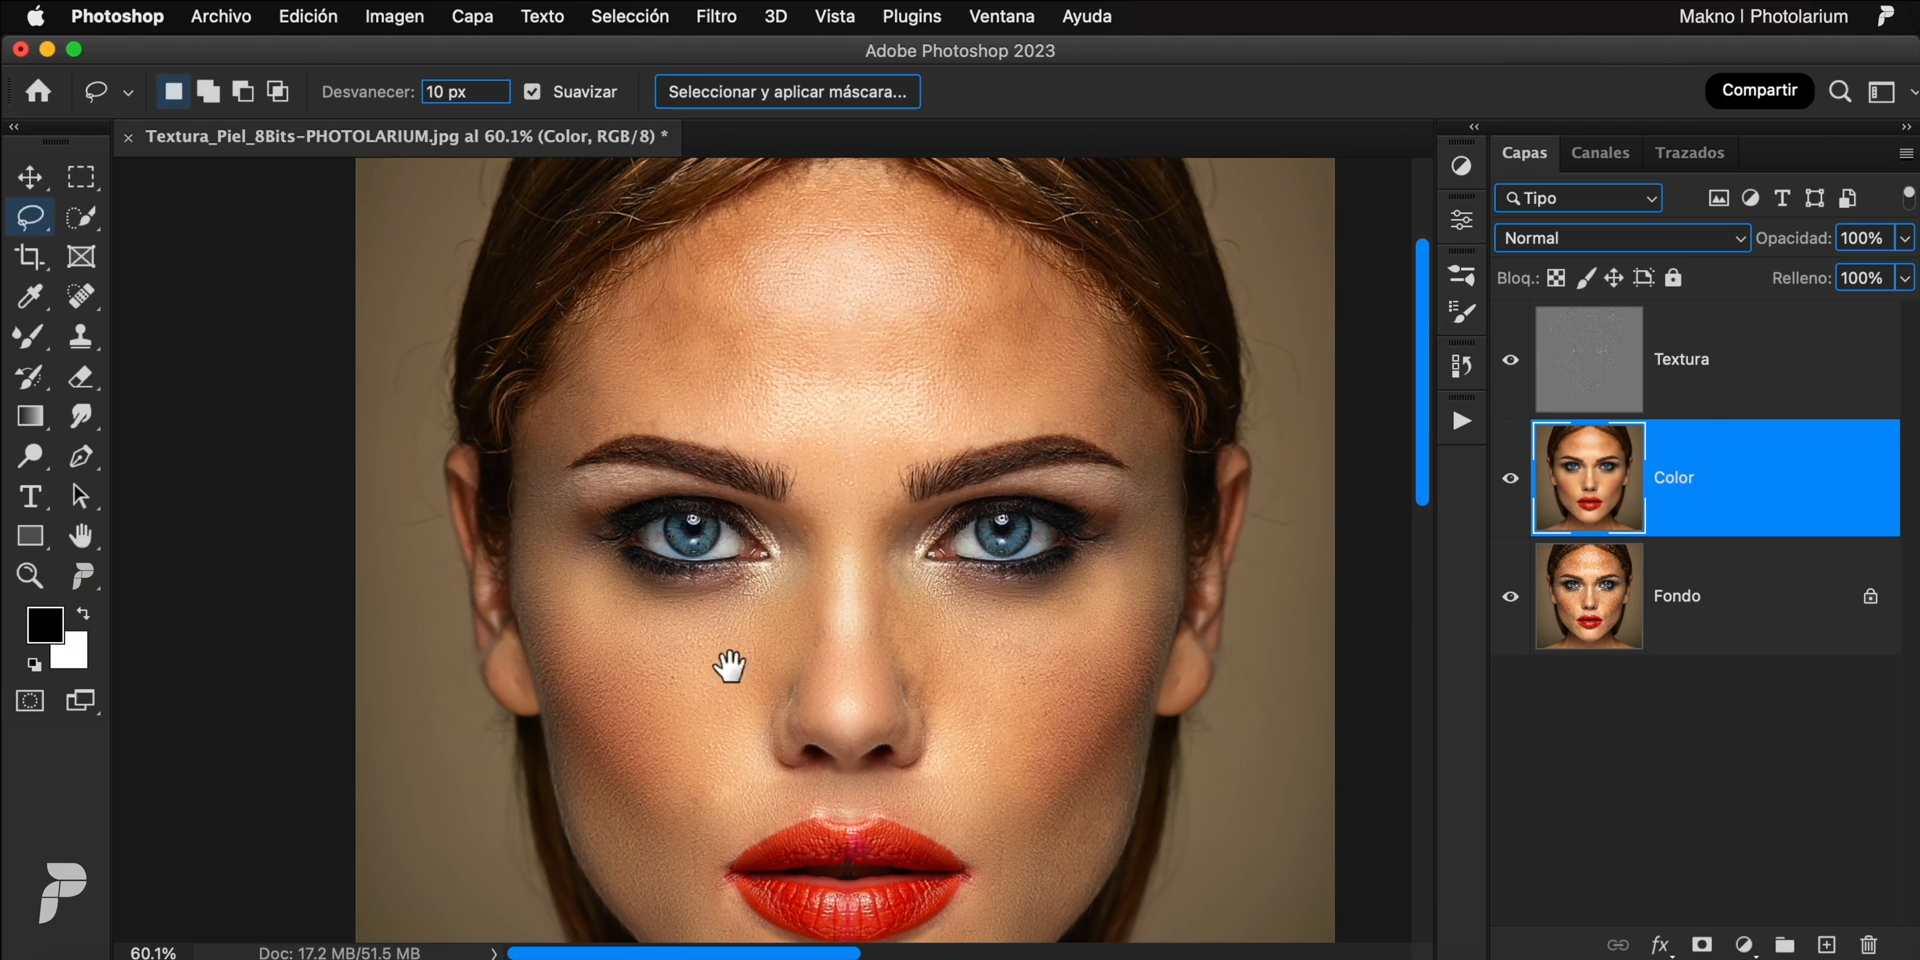 Photoshop Archivo Edición Imagen Capa Texto Selección Filtro 3D Vista Plugins Ventana Ayuda Makno | Photolarium
Adobe Photoshop 2023
Desvanecer: 10 px Suavizar Seleccionar y aplicar máscara... Compartir
Textura_Piel_8Bits-PHOTOLARIUM.jpg al 60.1% (Color, RGB/8) *
Capas Canales Trazados
Tipo
Normal Opacidad: 100%
Bloq.: Relleno: 100%
Textura
Color
Fondo
60.1% Doc: 17.2 MB/51.5 MB
fx